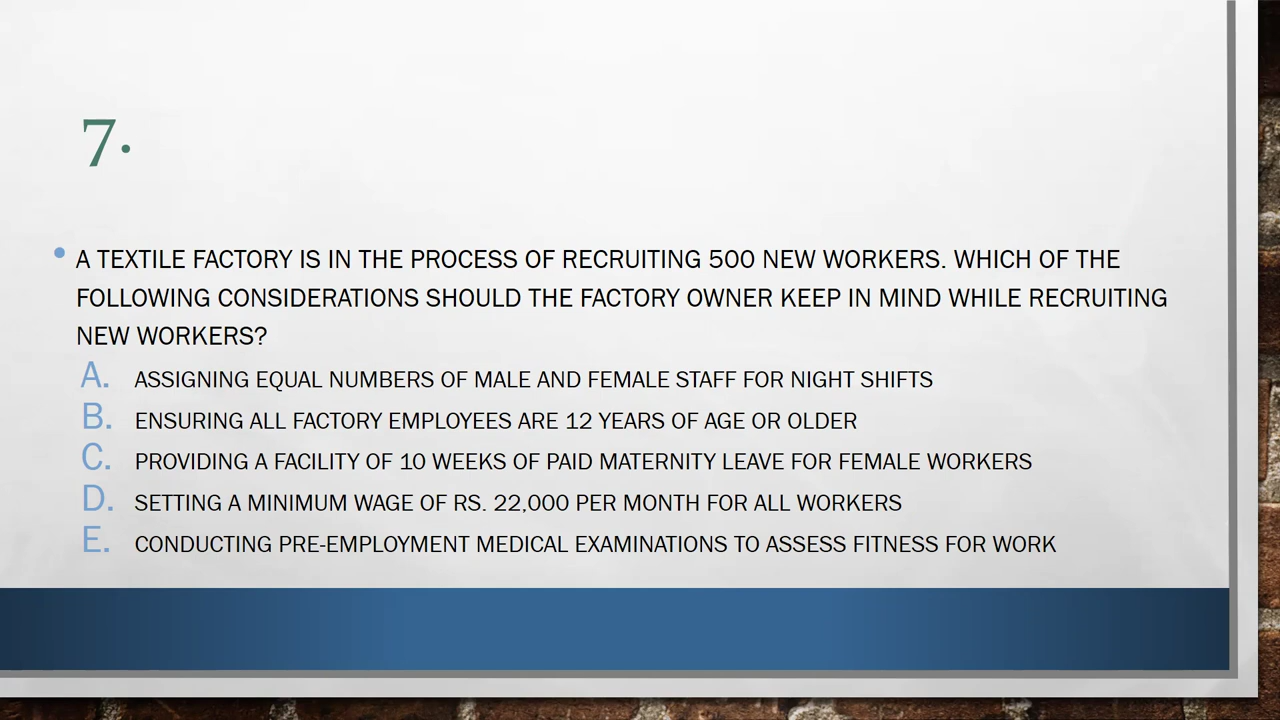 7.
• A TEXTILE FACTORY IS IN THE PROCESS OF RECRUITING 500 NEW WORKERS. WHICH OF THE
FOLLOWING CONSIDERATIONS SHOULD THE FACTORY OWNER KEEP IN MIND WHILE RECRUITING
NEW WORKERS?
A. ASSIGNING EQUAL NUMBERS OF MALE AND FEMALE STAFF FOR NIGHT SHIFTS
B. ENSURING ALL FACTORY EMPLOYEES ARE 12 YEARS OF AGE OR OLDER
C. PROVIDING A FACILITY OF 10 WEEKS OF PAID MATERNITY LEAVE FOR FEMALE WORKERS
D. SETTING A MINIMUM WAGE OF RS. 22,000 PER MONTH FOR ALL WORKERS
E. CONDUCTING PRE-EMPLOYMENT MEDICAL EXAMINATIONS TO ASSESS FITNESS FOR WORK